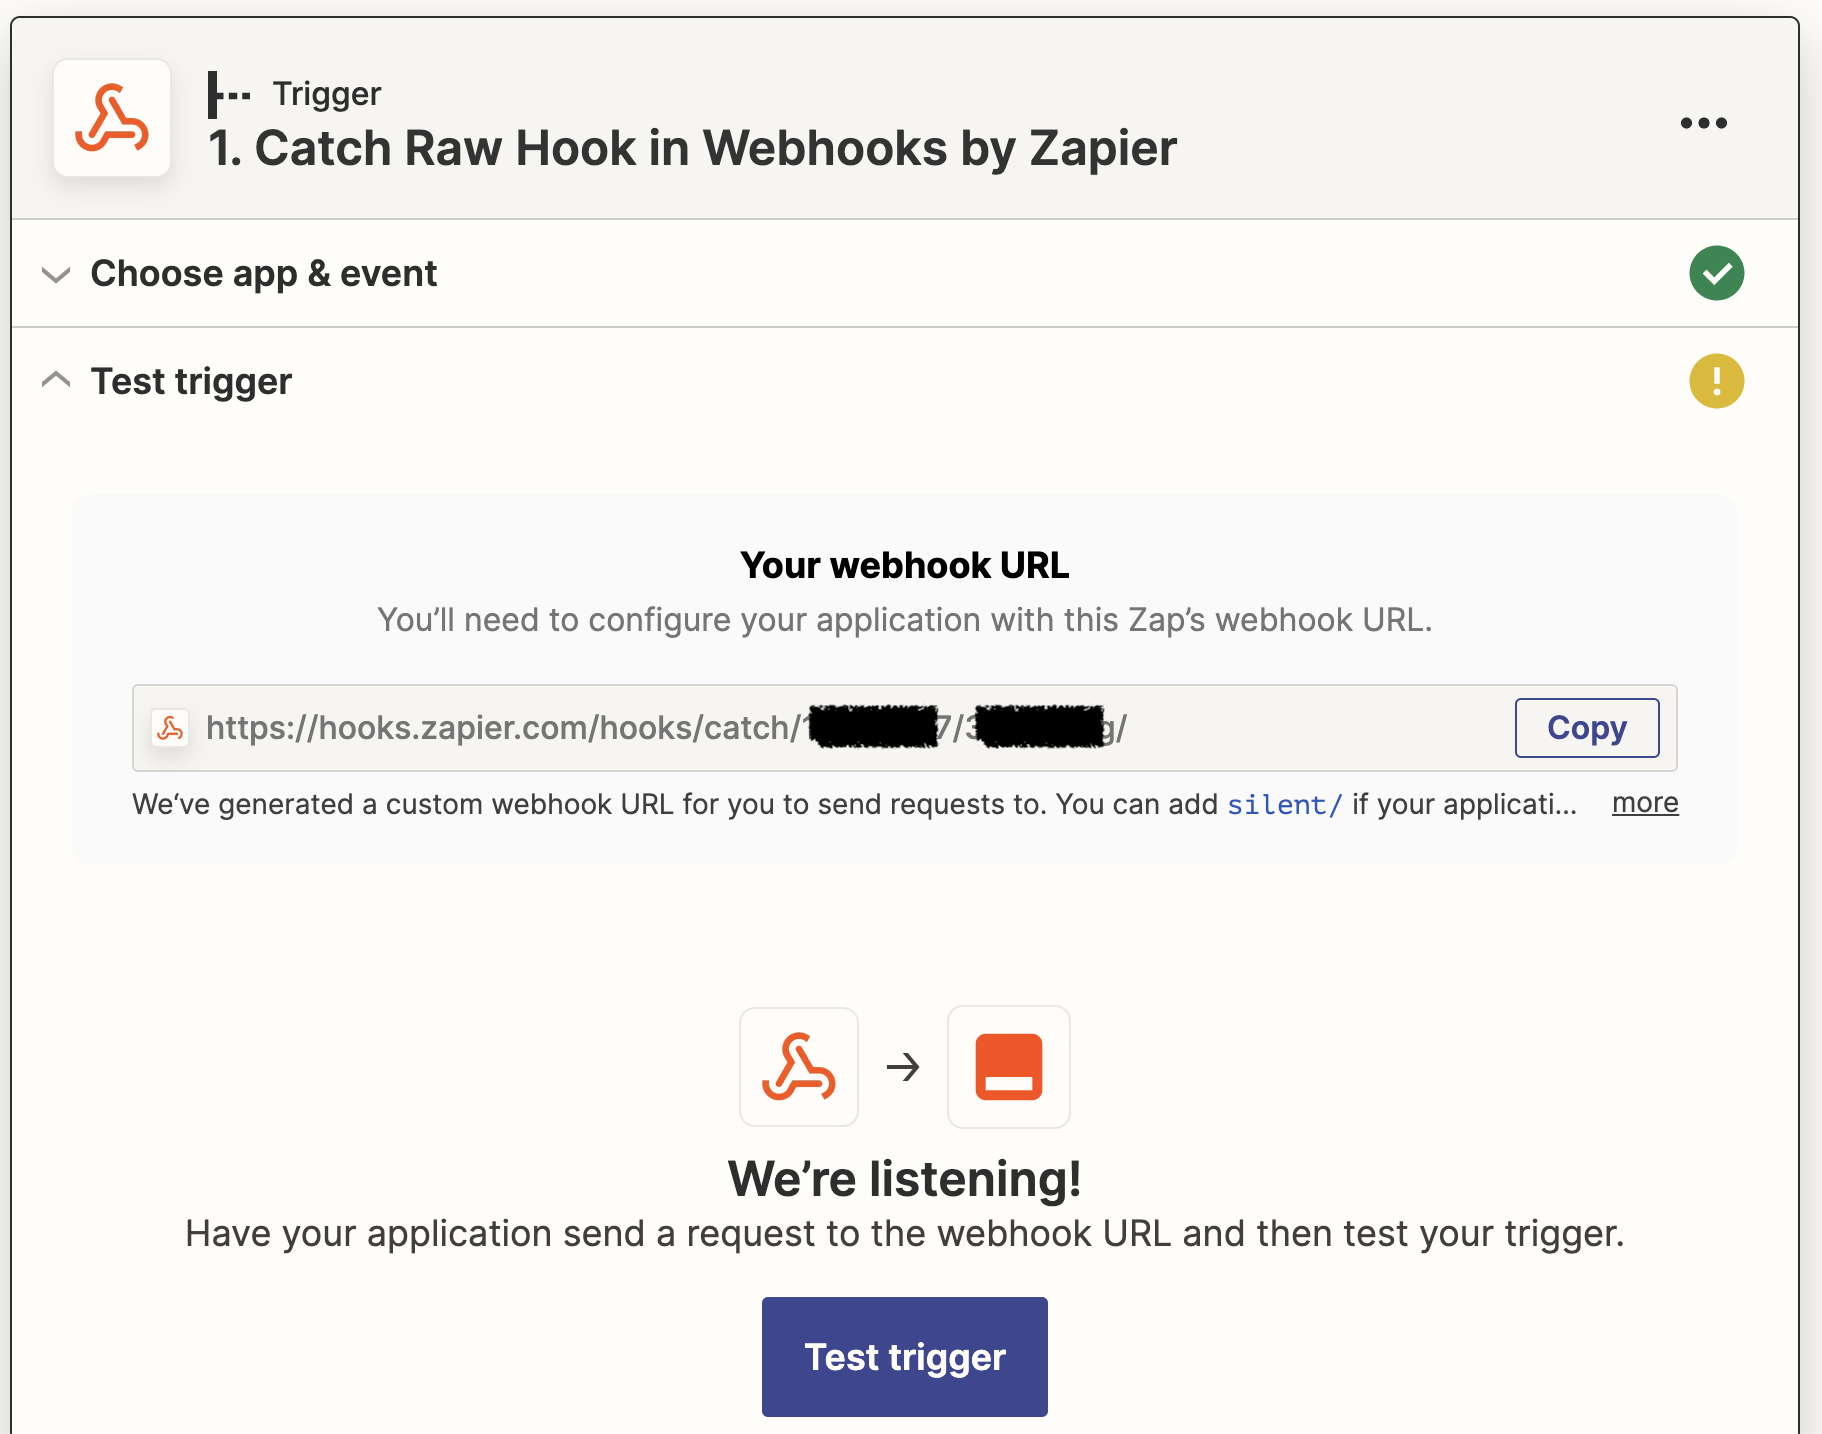 Trigger
1. Catch Raw Hook in Webhooks by Zapier
Choose app & event
Test trigger
Your webhook URL
You’ll need to configure your application with this Zap’s webhook URL.
https://hooks.zapier.com/hooks/catch/ 7/3 g/
Copy
We‘ve generated a custom webhook URL for you to send requests to. You can add silent/ if your applicati... more
We’re listening!
Have your application send a request to the webhook URL and then test your trigger.
Test trigger